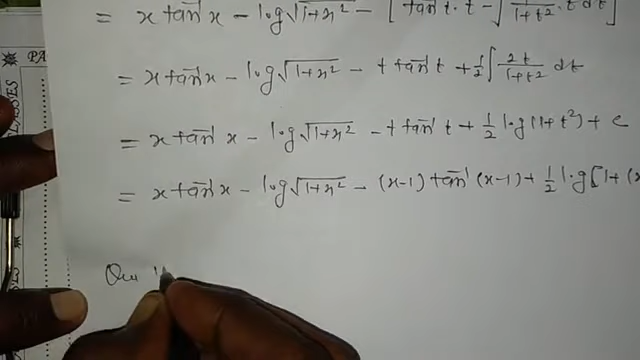 = x tan⁻¹x - log√(1+x²) - [tan⁻¹t. t - ∫ 1/(1+t²) . t dt]
= x tan⁻¹x - log√(1+x²) - t tan⁻¹t + 1/2 ∫ 2t/(1+t²) dt
= x tan⁻¹x - log√(1+x²) - t tan⁻¹t + 1/2 log(1+t²) + c
= x tan⁻¹x - log√(1+x²) - (x-1) tan⁻¹(x-1) + 1/2 log[1+(x
Que
PA